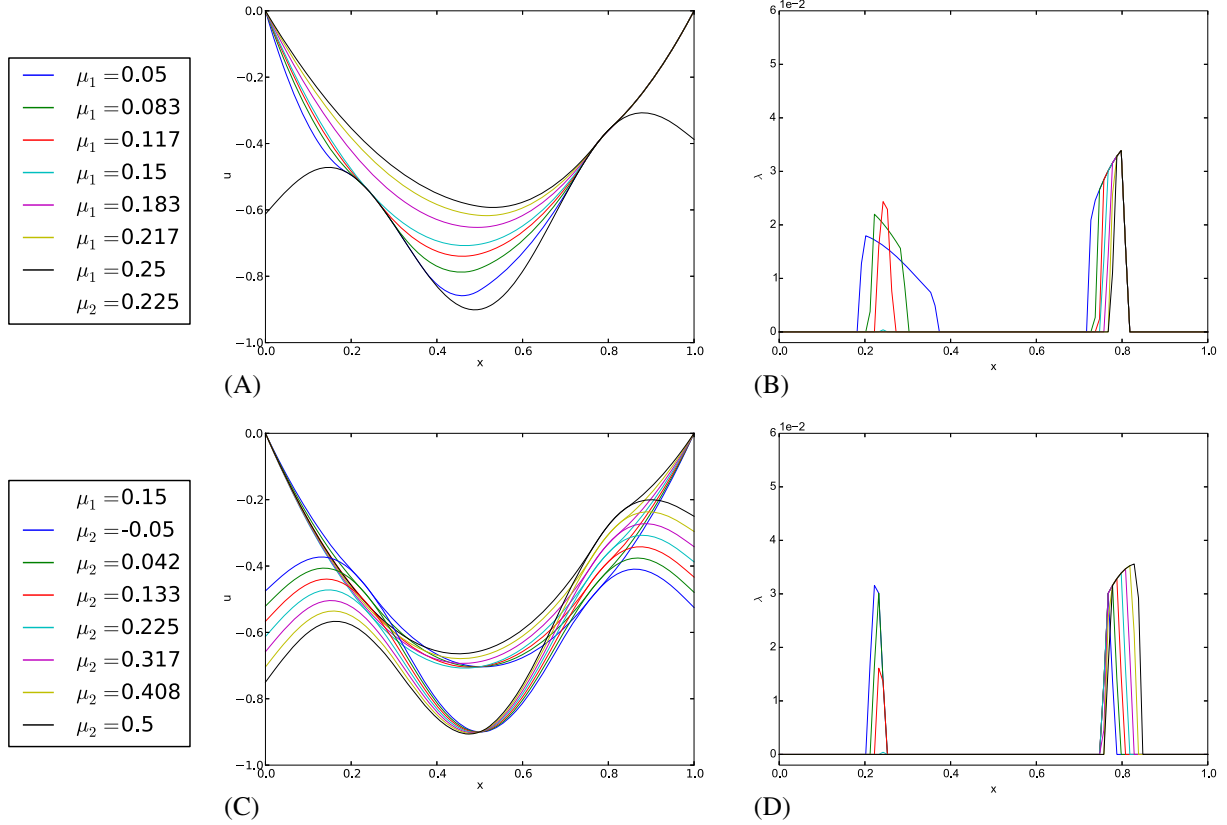 μ₁ = 0.05
μ₁ = 0.083
μ₁ = 0.117
μ₁ = 0.15
μ₁ = 0.183
μ₁ = 0.217
μ₁ = 0.25
μ₂ = 0.225
0.0
−0.2
−0.4
−0.6
−0.8
−1.0
u
0.0 0.2 0.4 0.6 0.8 1.0
x
(A)
6 1e−2
5
4
3
2
1
0
λ
0.0 0.2 0.4 0.6 0.8 1.0
x
(B)
μ₁ = 0.15
μ₂ = -0.05
μ₂ = 0.042
μ₂ = 0.133
μ₂ = 0.225
μ₂ = 0.317
μ₂ = 0.408
μ₂ = 0.5
0.0
−0.2
−0.4
−0.6
−0.8
−1.0
u
0.0 0.2 0.4 0.6 0.8 1.0
x
(C)
6 1e−2
5
4
3
2
1
0
λ
0.0 0.2 0.4 0.6 0.8 1.0
x
(D)